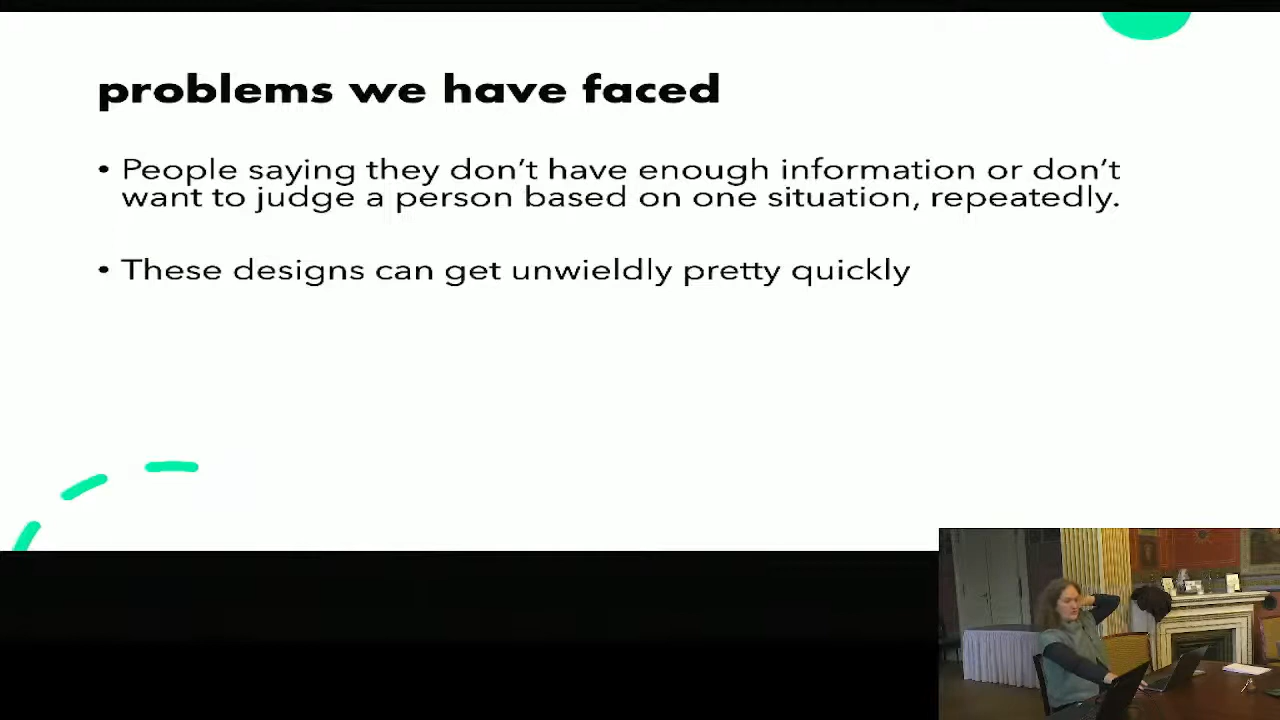 problems we have faced
• People saying they don't have enough information or don't
want to judge a person based on one situation, repeatedly.
• These designs can get unwieldly pretty quickly